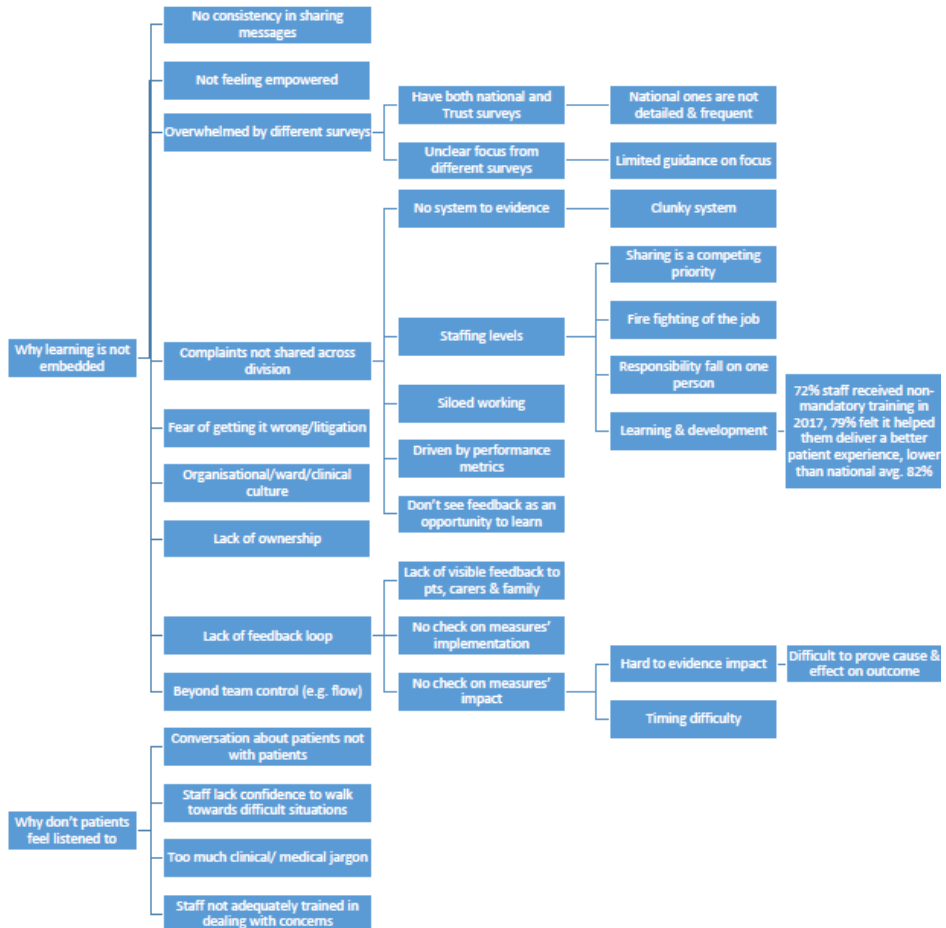 No consistency in sharing
messages
Not feeling empowered
Overwhelmed by different surveys
Have both national and
Trust surveys
National ones are not
detailed & frequent
Unclear focus from
different surveys
Limited guidance on focus
No system to evidence
Clunky system
Sharing is a competing
priority
Fire fighting of the job
Staffing levels
Why learning is not
embedded
Complaints not shared across
division
Responsibility fall on one
person
Siloed working
72% staff received non-
mandatory training in
2017, 79% felt it helped
them deliver a better
patient experience, lower
than national avg. 82%
Learning & development
Fear of getting it wrong/litigation
Driven by performance
metrics
Organisational/ward/clinical
culture
Don't see feedback as an
opportunity to learn
Lack of ownership
Lack of visible feedback to
pts, carers & family
Lack of feedback loop
No check on measures'
implementation
Hard to evidence impact
Difficult to prove cause &
effect on outcome
Beyond team control (e.g. flow)
No check on measures'
impact
Timing difficulty
Conversation about patients not
with patients
Staff lack confidence to walk
towards difficult situations
Why don't patients
feel listened to
Too much clinical/ medical jargon
Staff not adequately trained in
dealing with concerns